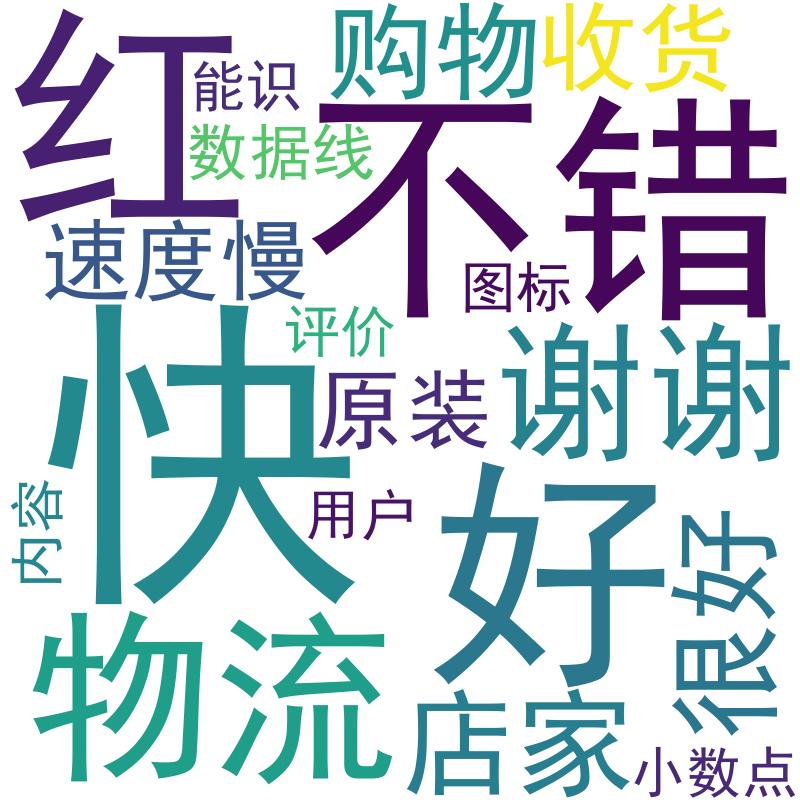 红
能识
购物
收货
数据线
不错
速度慢
图标
评价
快
原装
谢谢
内容
用户
好
很好
物流
店家
小数点